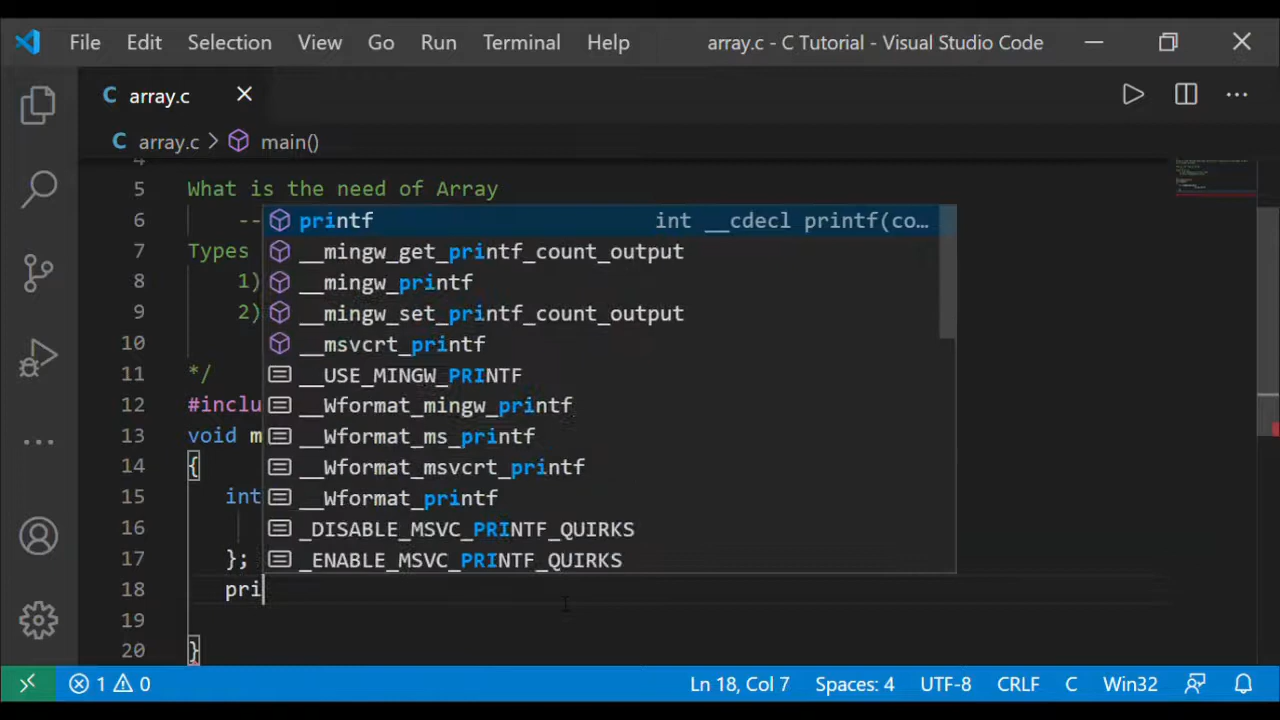 File Edit Selection View Go Run Terminal Help array.c - C Tutorial - Visual Studio Code
C array.c
C array.c > main()
4
5 What is the need of Array
6 --
7 Types
8 1)
9 2)
10
11 */
12 #inclu
13 void m
14 {
15 int
16
17 };
18 pri
19
20 }
printf int __cdecl printf(co…
__mingw_get_printf_count_output
__mingw_printf
__mingw_set_printf_count_output
__msvcrt_printf
__USE_MINGW_PRINTF
__Wformat_mingw_printf
__Wformat_ms_printf
__Wformat_msvcrt_printf
__Wformat_printf
_DISABLE_MSVC_PRINTF_QUIRKS
_ENABLE_MSVC_PRINTF_QUIRKS
1 0 Ln 18, Col 7 Spaces: 4 UTF-8 CRLF C Win32